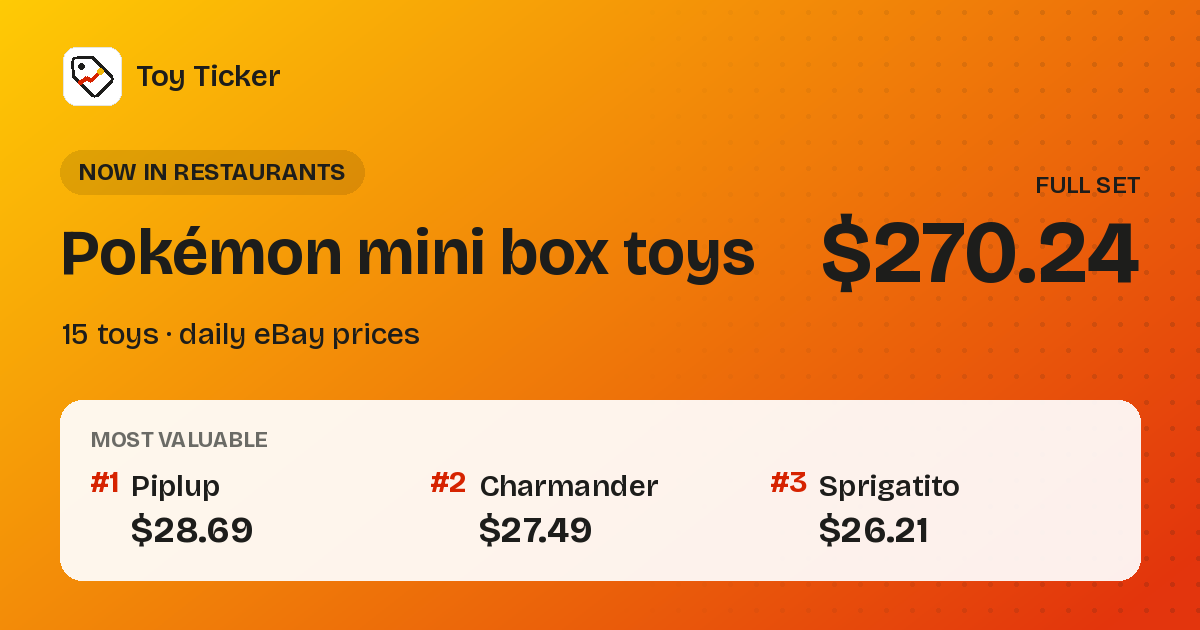 Toy Ticker
NOW IN RESTAURANTS
FULL SET
Pokémon mini box toys
$270.24
15 toys · daily eBay prices
MOST VALUABLE
#1 Piplup
$28.69
#2 Charmander
$27.49
#3 Sprigatito
$26.21